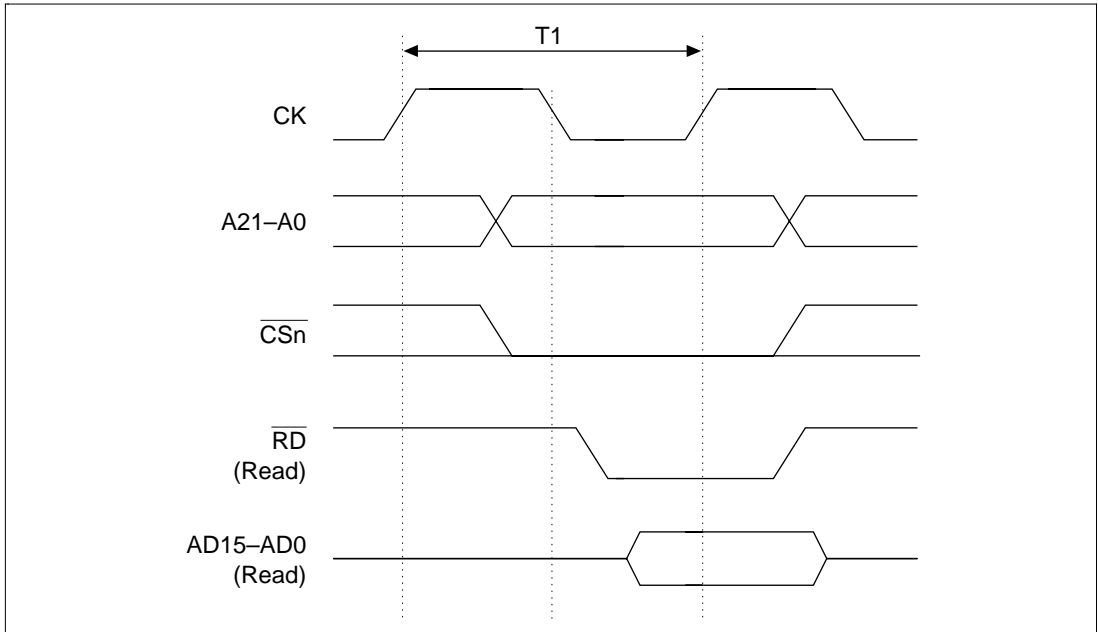 T1
CK
A21–A0
CSn
RD
(Read)
AD15–AD0
(Read)